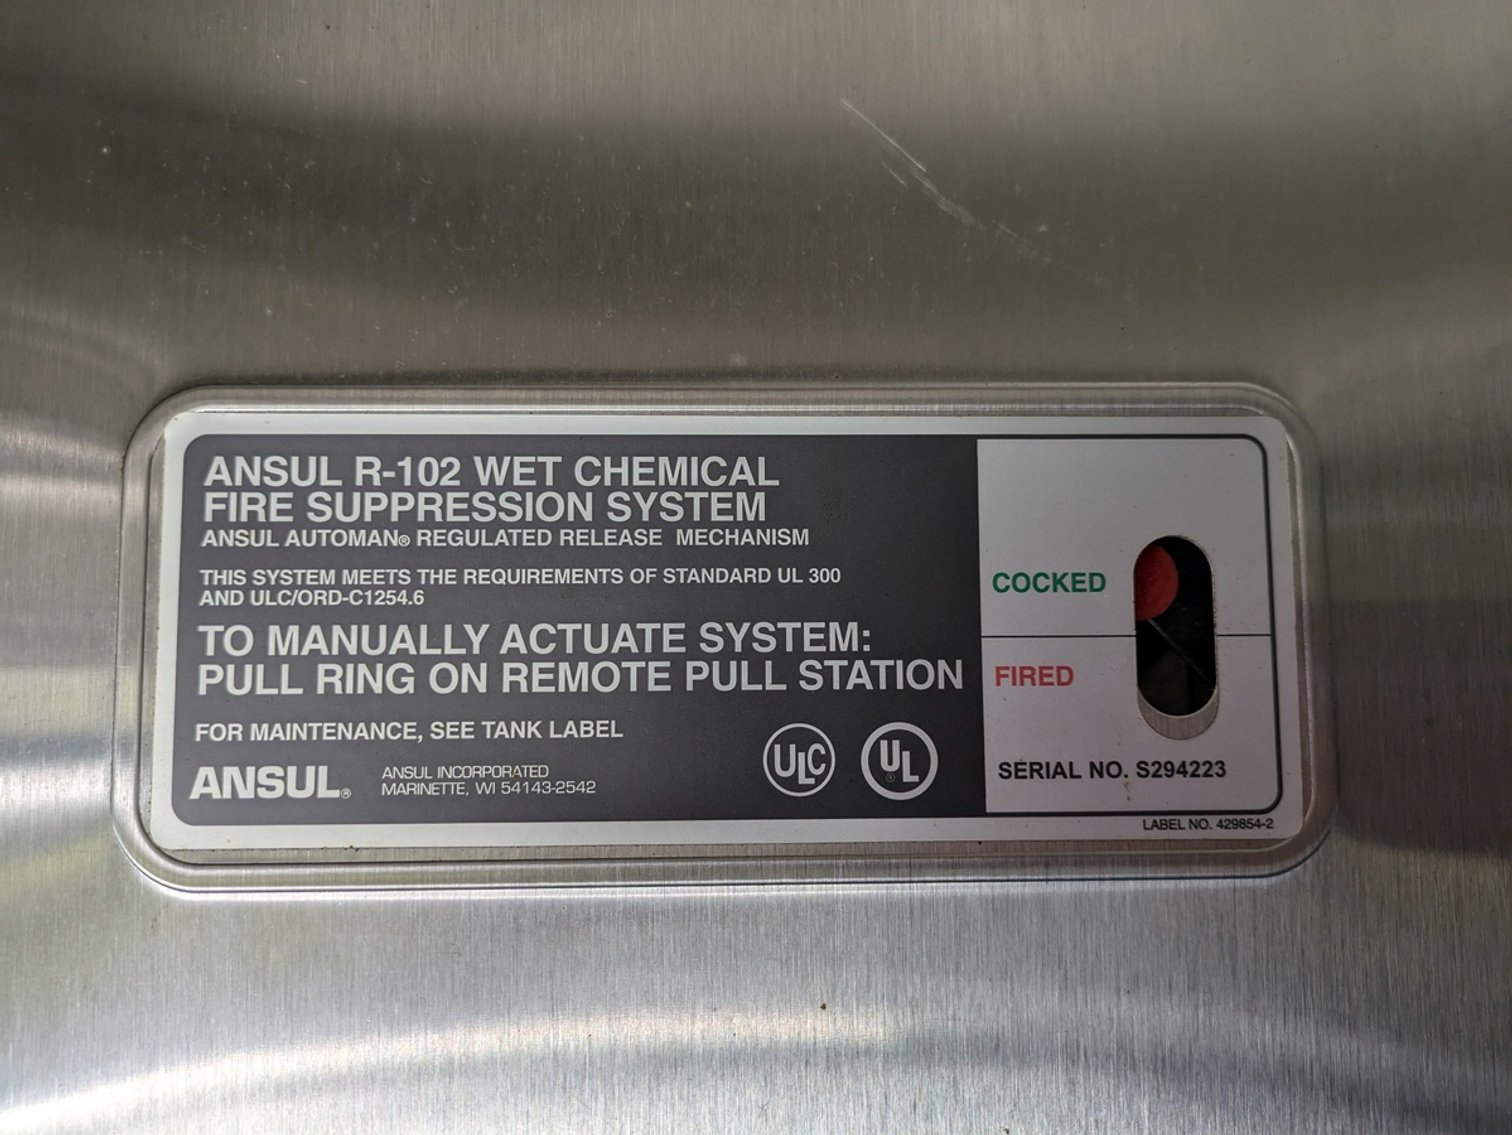 ANSUL R-102 WET CHEMICAL
FIRE SUPPRESSION SYSTEM
ANSUL AUTOMAN® REGULATED RELEASE MECHANISM
THIS SYSTEM MEETS THE REQUIREMENTS OF STANDARD UL 300
AND ULC/ORD-C1254.6
TO MANUALLY ACTUATE SYSTEM:
PULL RING ON REMOTE PULL STATION
FOR MAINTENANCE, SEE TANK LABEL
ANSUL®
ANSUL INCORPORATED
MARINETTE, WI 54143-2542
ULC
UL®
COCKED
FIRED
SERIAL NO. S294223
LABEL NO. 429854-2